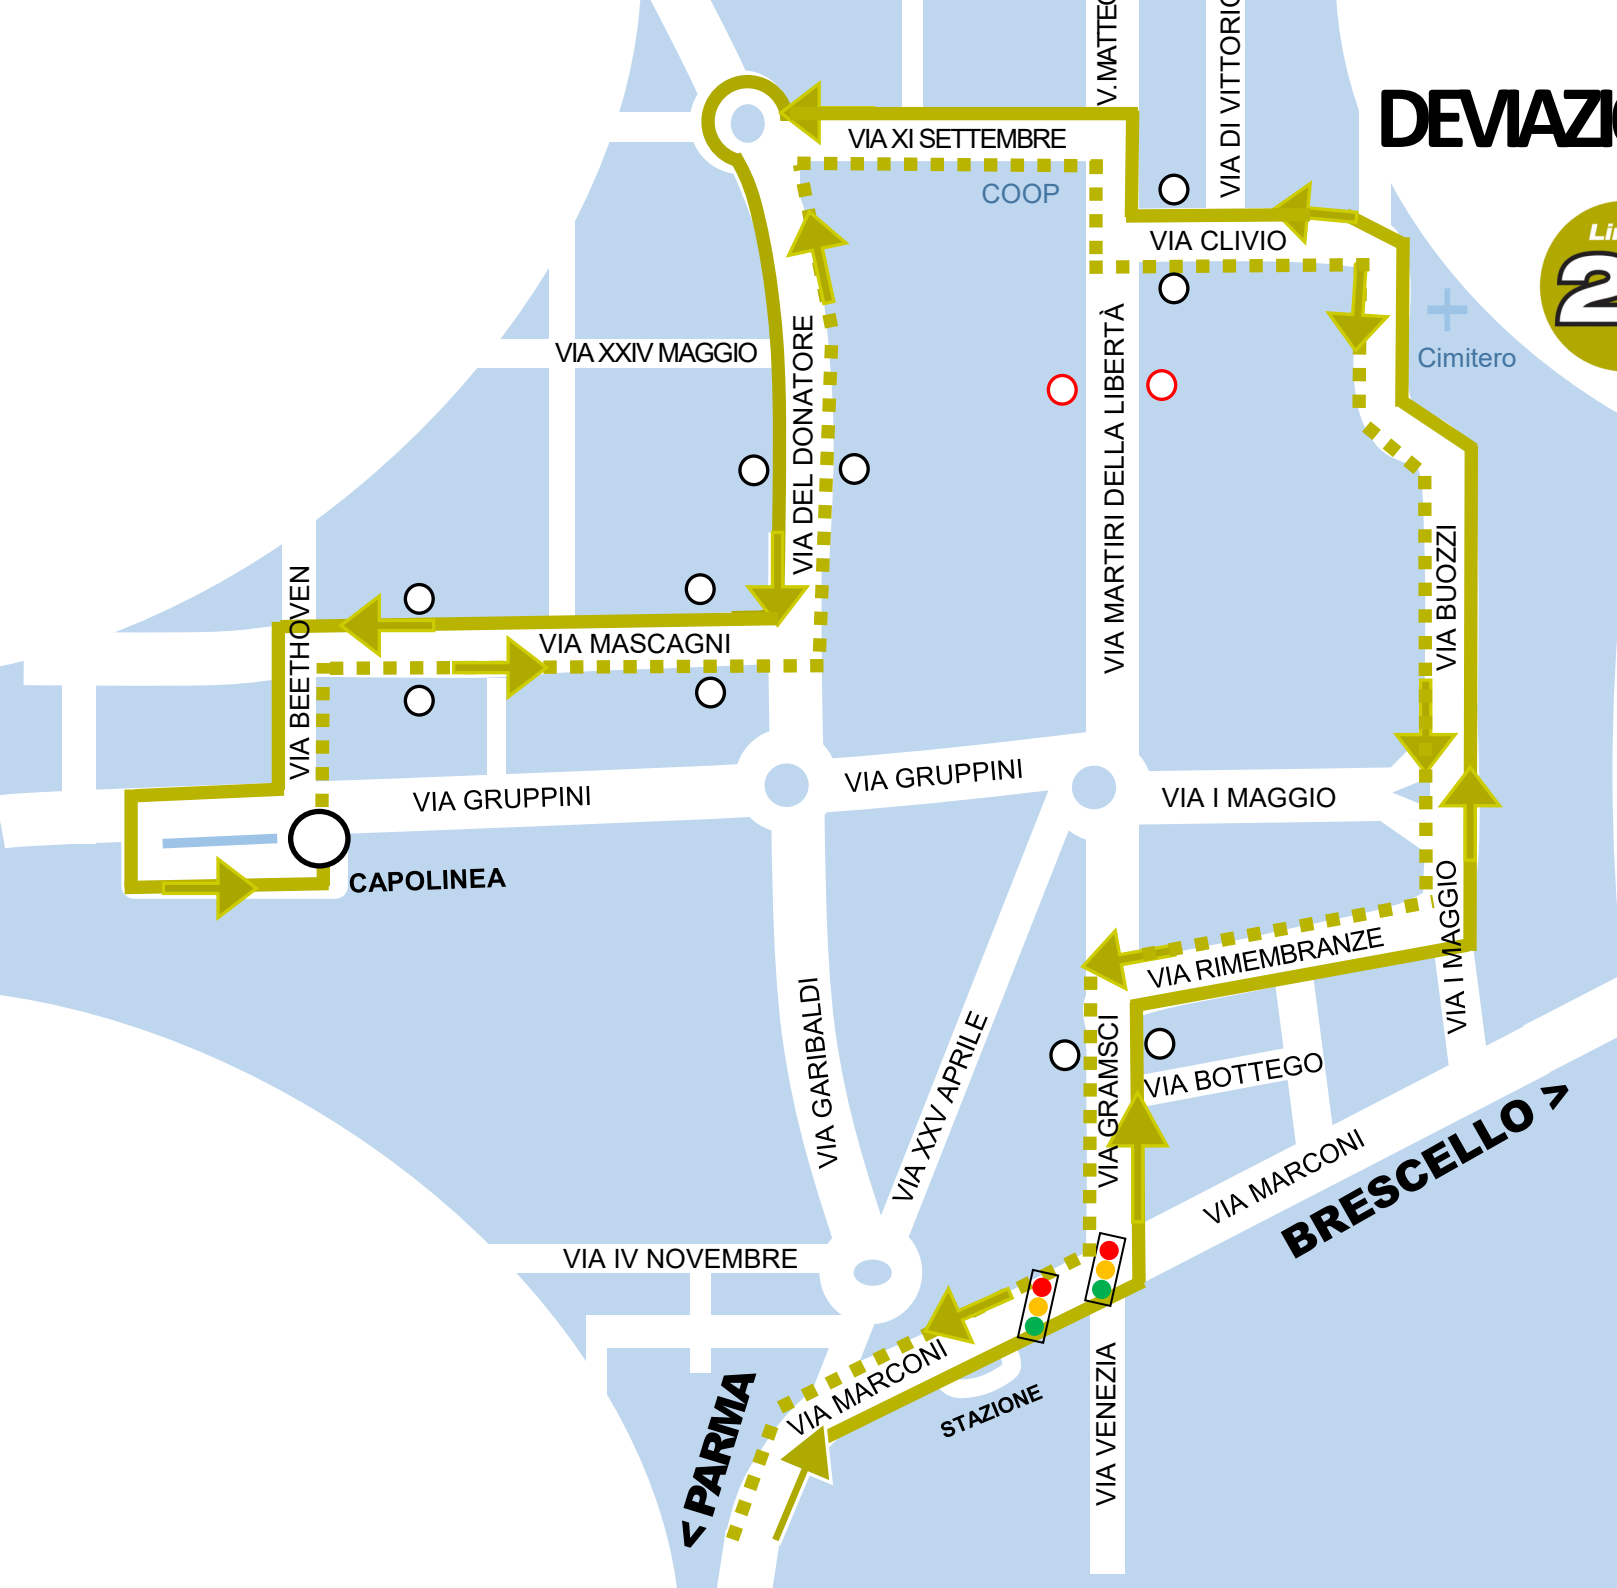 V. MATTEO
VIA DI VITTORIO
DEVIAZIO
VIA XI SETTEMBRE
COOP
VIA CLIVIO
2
Cimitero
VIA XXIV MAGGIO
VIA DEL DONATORE
VIA MARTIRI DELLA LIBERTÀ
VIA BUOZZI
VIA BEETHOVEN
VIA MASCAGNI
VIA GRUPPINI
VIA GRUPPINI
VIA I MAGGIO
CAPOLINEA
VIA I MAGGIO
VIA RIMEMBRANZE
VIA GARIBALDI
VIA XXV APRILE
VIA GRAMSCI
VIA BOTTEGO
VIA MARCONI
BRESCELLO >
VIA IV NOVEMBRE
VIA MARCONI
STAZIONE
< PARMA
VIA VENEZIA